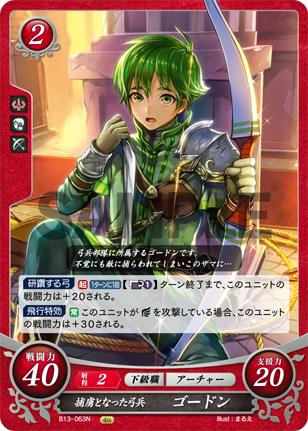 2
SAMPLE
弓兵部隊に所属するゴードンです。
不覚にも敵に捕らわれてしまいこのザマに…
研鑽する弓 起 1ターンに1回 【1】ターン終了まで、このユニットの
戦闘力は＋20される。
飛行特効 常 このユニットが を攻撃している場合、このユニッ
トの戦闘力は＋30される。
戦闘力
40
射程 2 下級職 アーチャー
支援力
20
捕虜となった弓兵 ゴードン
B13-063N 4th Illust：まるえ